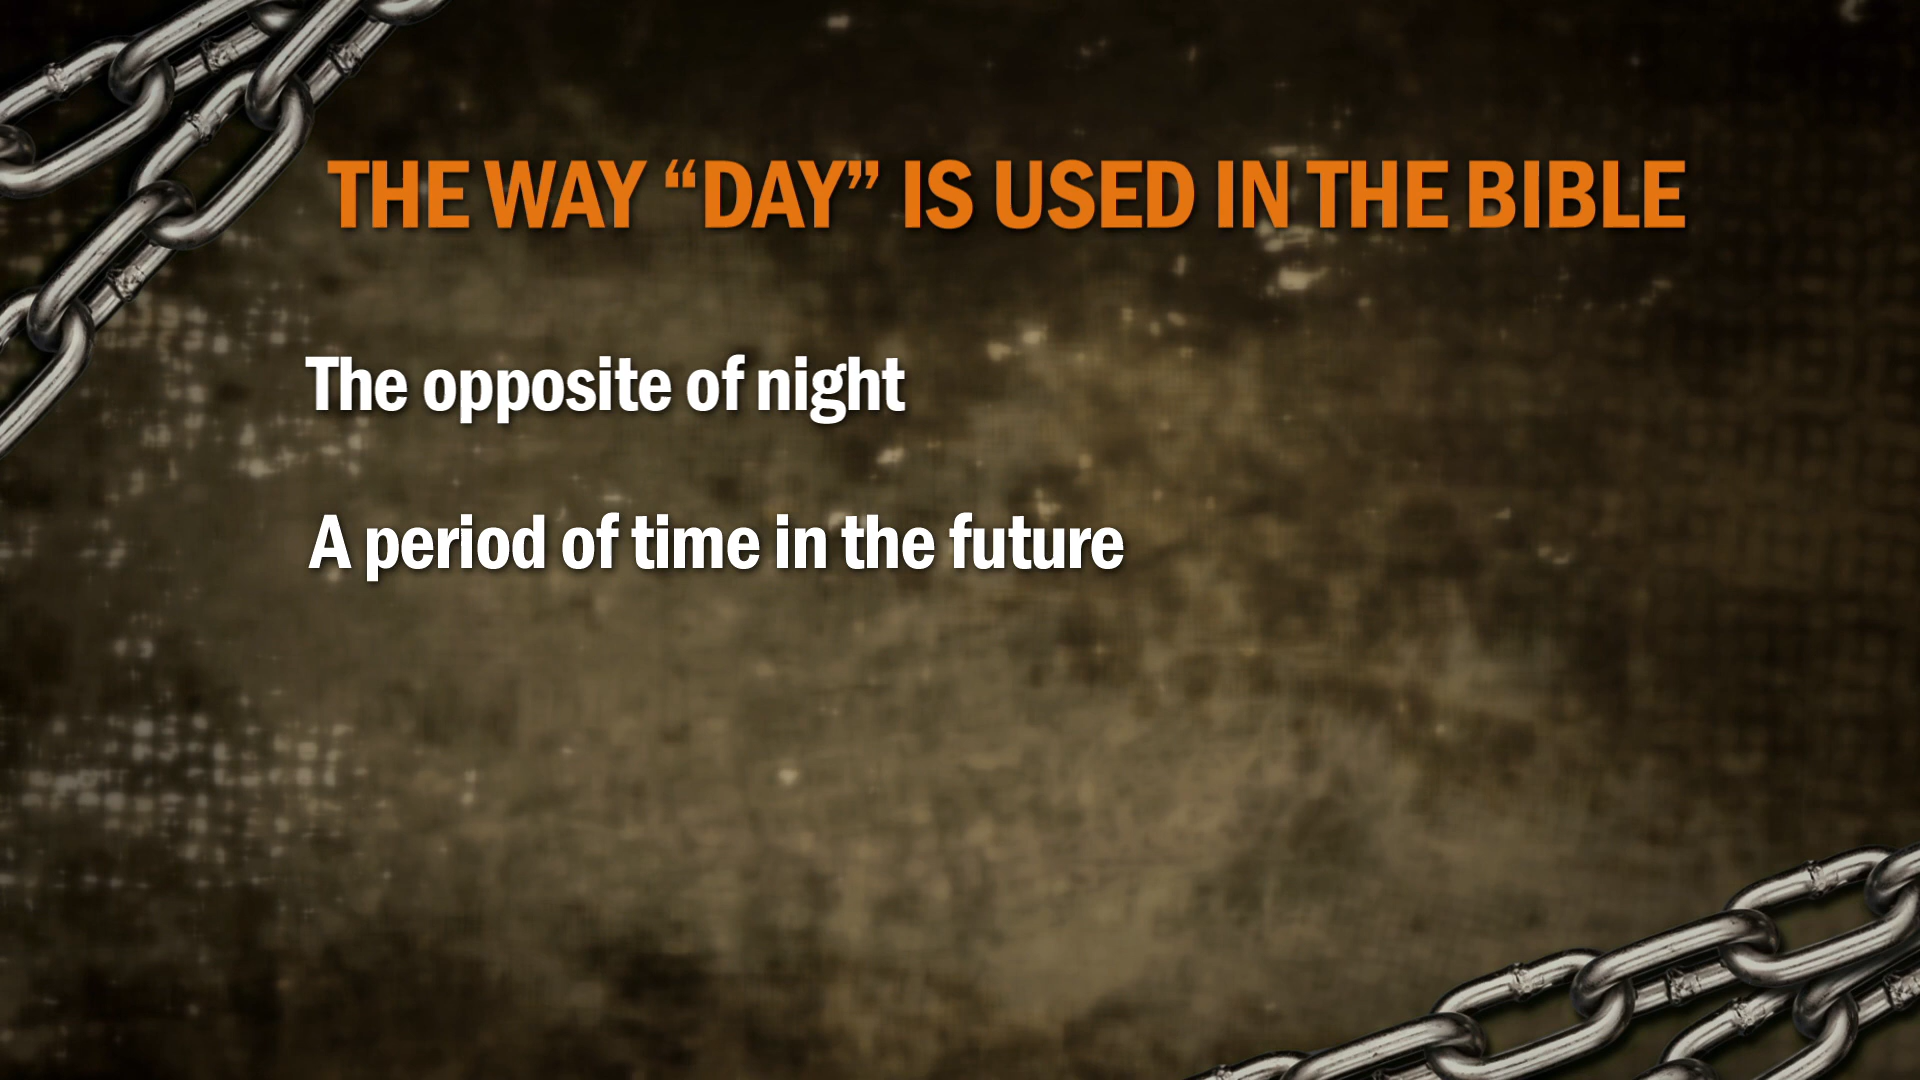 THE WAY “DAY” IS USED IN THE BIBLE
The opposite of night
A period of time in the future